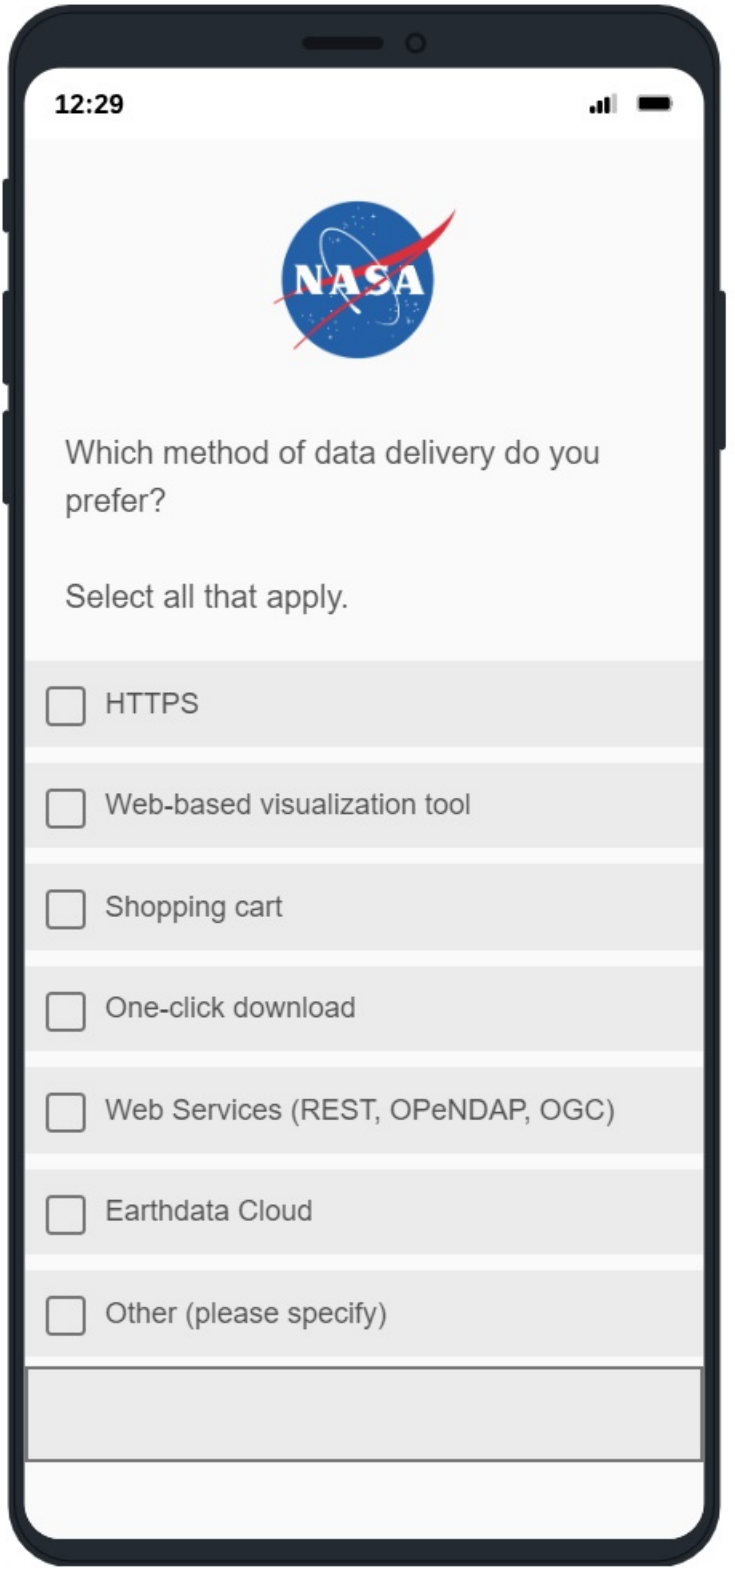 12:29
NASA
Which method of data delivery do you
prefer?
Select all that apply.
HTTPS
Web-based visualization tool
Shopping cart
One-click download
Web Services (REST, OPeNDAP, OGC)
Earthdata Cloud
Other (please specify)